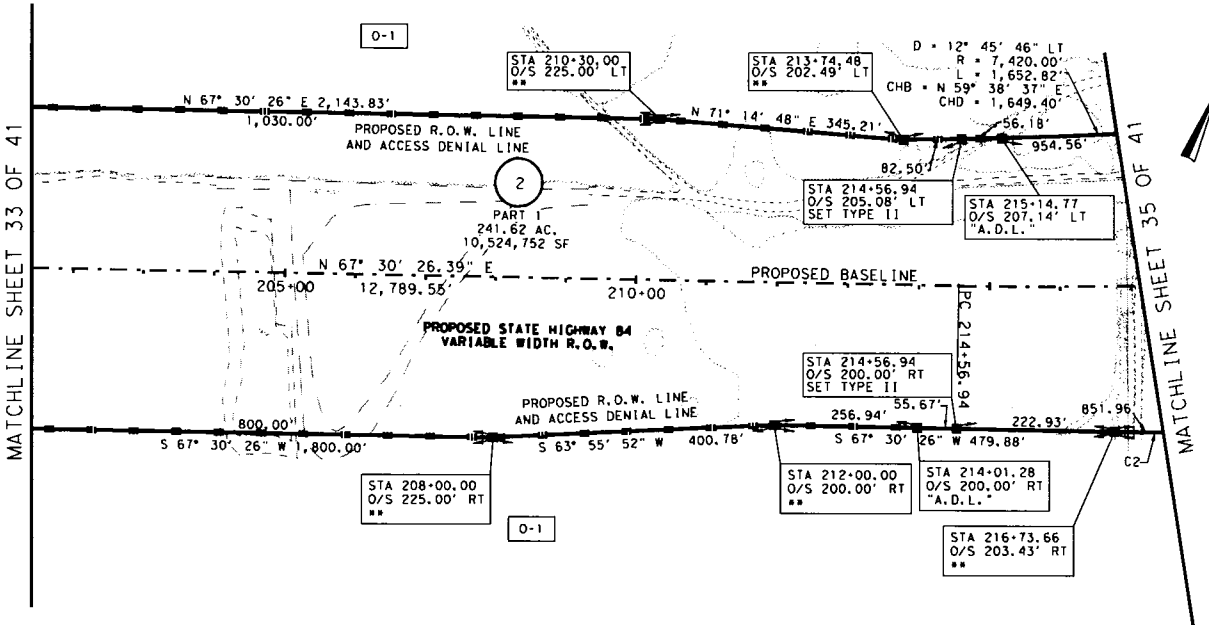 O-1
STA 210+30.00
O/S 225.00' LT
**
STA 213+74.48
O/S 202.49' LT
**
D = 12° 45' 46" LT
R = 7,420.00'
L = 1,652.82'
CHB = N 59° 38' 37" E
CHD = 1,649.40'
N 67° 30' 26" E 2,143.83'
1,030.00'
PROPOSED R.O.W. LINE
AND ACCESS DENIAL LINE
N 71° 14' 48" E 345.21'
56.18'
954.56'
82.50'
STA 214+56.94
O/S 205.08' LT
SET TYPE II
STA 215+14.77
O/S 207.14' LT
"A.D.L."
MATCHLINE SHEET 33 OF 41
MATCHLINE SHEET 35 OF 41
2
PART 1
241.62 AC.
10,524,752 SF
N 67° 30' 26.39" E
205+00
12,789.55'
210+00
PROPOSED BASELINE
PROPOSED STATE HIGHWAY 84
VARIABLE WIDTH R.O.W.
PC 214+56.94
STA 214+56.94
O/S 200.00' RT
SET TYPE II
PROPOSED R.O.W. LINE
AND ACCESS DENIAL LINE
800.00'
S 67° 30' 26" W 1,800.00'
S 63° 55' 52" W 400.78'
256.94'
55.67'
S 67° 30' 26" W 479.88'
222.93'
851.96
C2
STA 208+00.00
O/S 225.00' RT
**
STA 212+00.00
O/S 200.00' RT
**
STA 214+01.28
O/S 200.00' RT
"A.D.L."
O-1
STA 216+73.66
O/S 203.43' RT
**